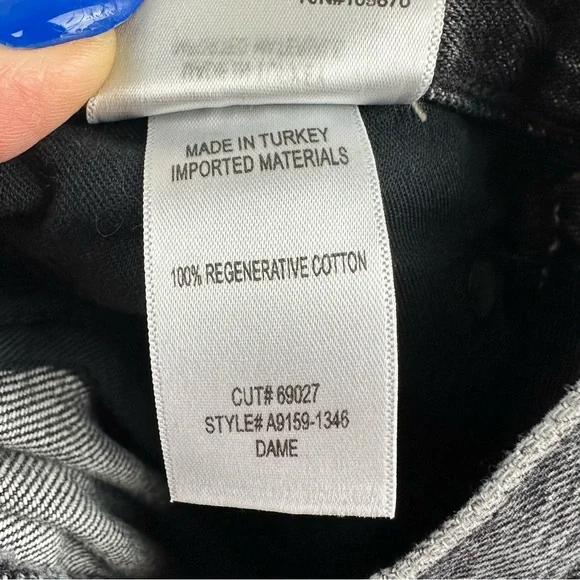 MADE IN TURKEY
IMPORTED MATERIALS
100% REGENERATIVE COTTON
CUT# 69027
STYLE# A9159-1346
DAME